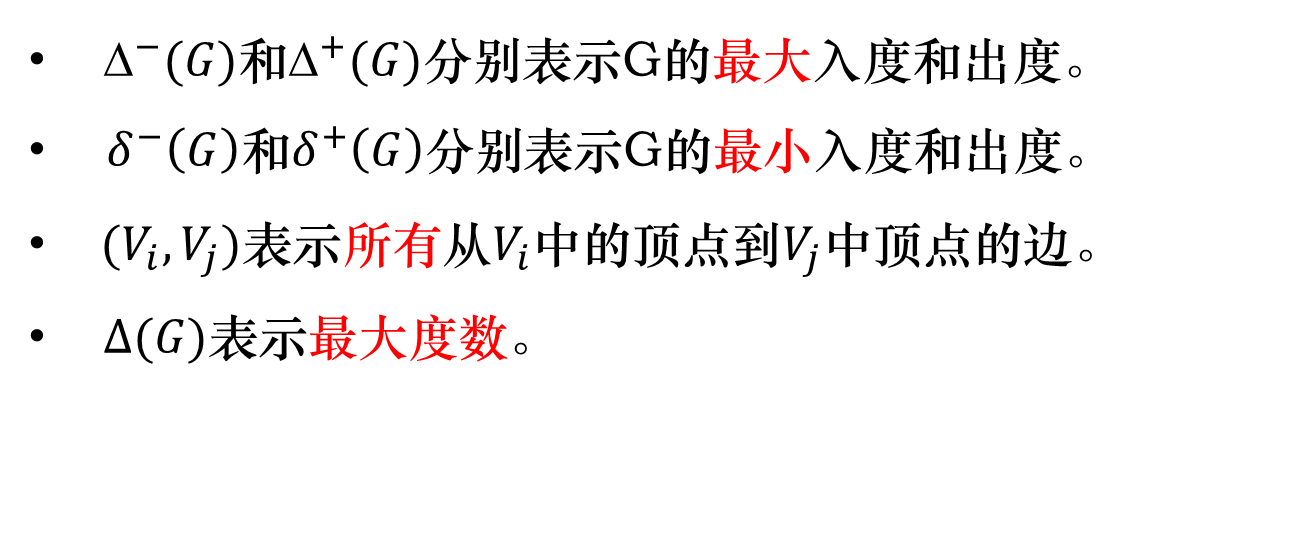 • Δ⁻(G)和Δ⁺(G)分别表示G的最大入度和出度。
• δ⁻(G)和δ⁺(G)分别表示G的最小入度和出度。
• (Vᵢ,Vⱼ)表示所有从Vᵢ中的顶点到Vⱼ中顶点的边。
• Δ(G)表示最大度数。